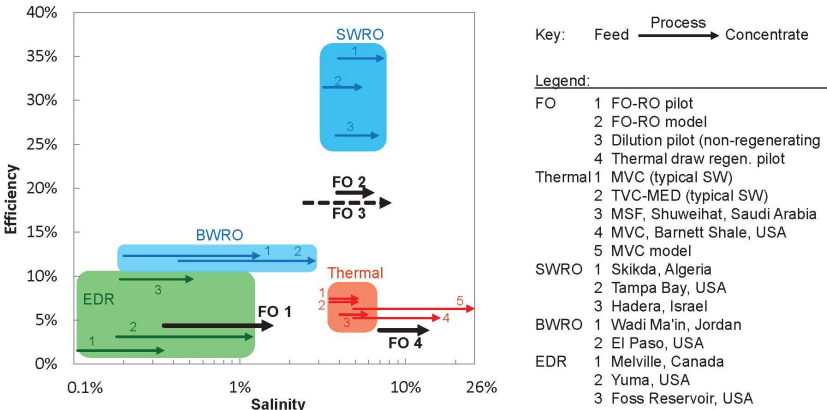 40%
35%
30%
25%
20%
15%
10%
5%
0%
Efficiency
0.1%
1%
10%
26%
Salinity
SWRO
1
2
3
FO 2
FO 3
BWRO
1
2
EDR
3
2
1
FO 1
Thermal
1
2
3
4
5
FO 4
Key: Feed Process Concentrate
Legend:
FO 1 FO-RO pilot
2 FO-RO model
3 Dilution pilot (non-regenerating
4 Thermal draw regen. pilot
Thermal 1 MVC (typical SW)
2 TVC-MED (typical SW)
3 MSF, Shuweihat, Saudi Arabia
4 MVC, Barnett Shale, USA
5 MVC model
SWRO 1 Skikda, Algeria
2 Tampa Bay, USA
3 Hadera, Israel
BWRO 1 Wadi Ma'in, Jordan
2 El Paso, USA
EDR 1 Melville, Canada
2 Yuma, USA
3 Foss Reservoir, USA